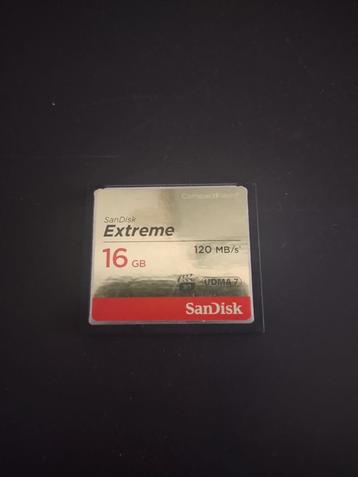 CompactFlash
SanDisk
Extreme
120 MB/s
16 GB
UDMA 7
SanDisk